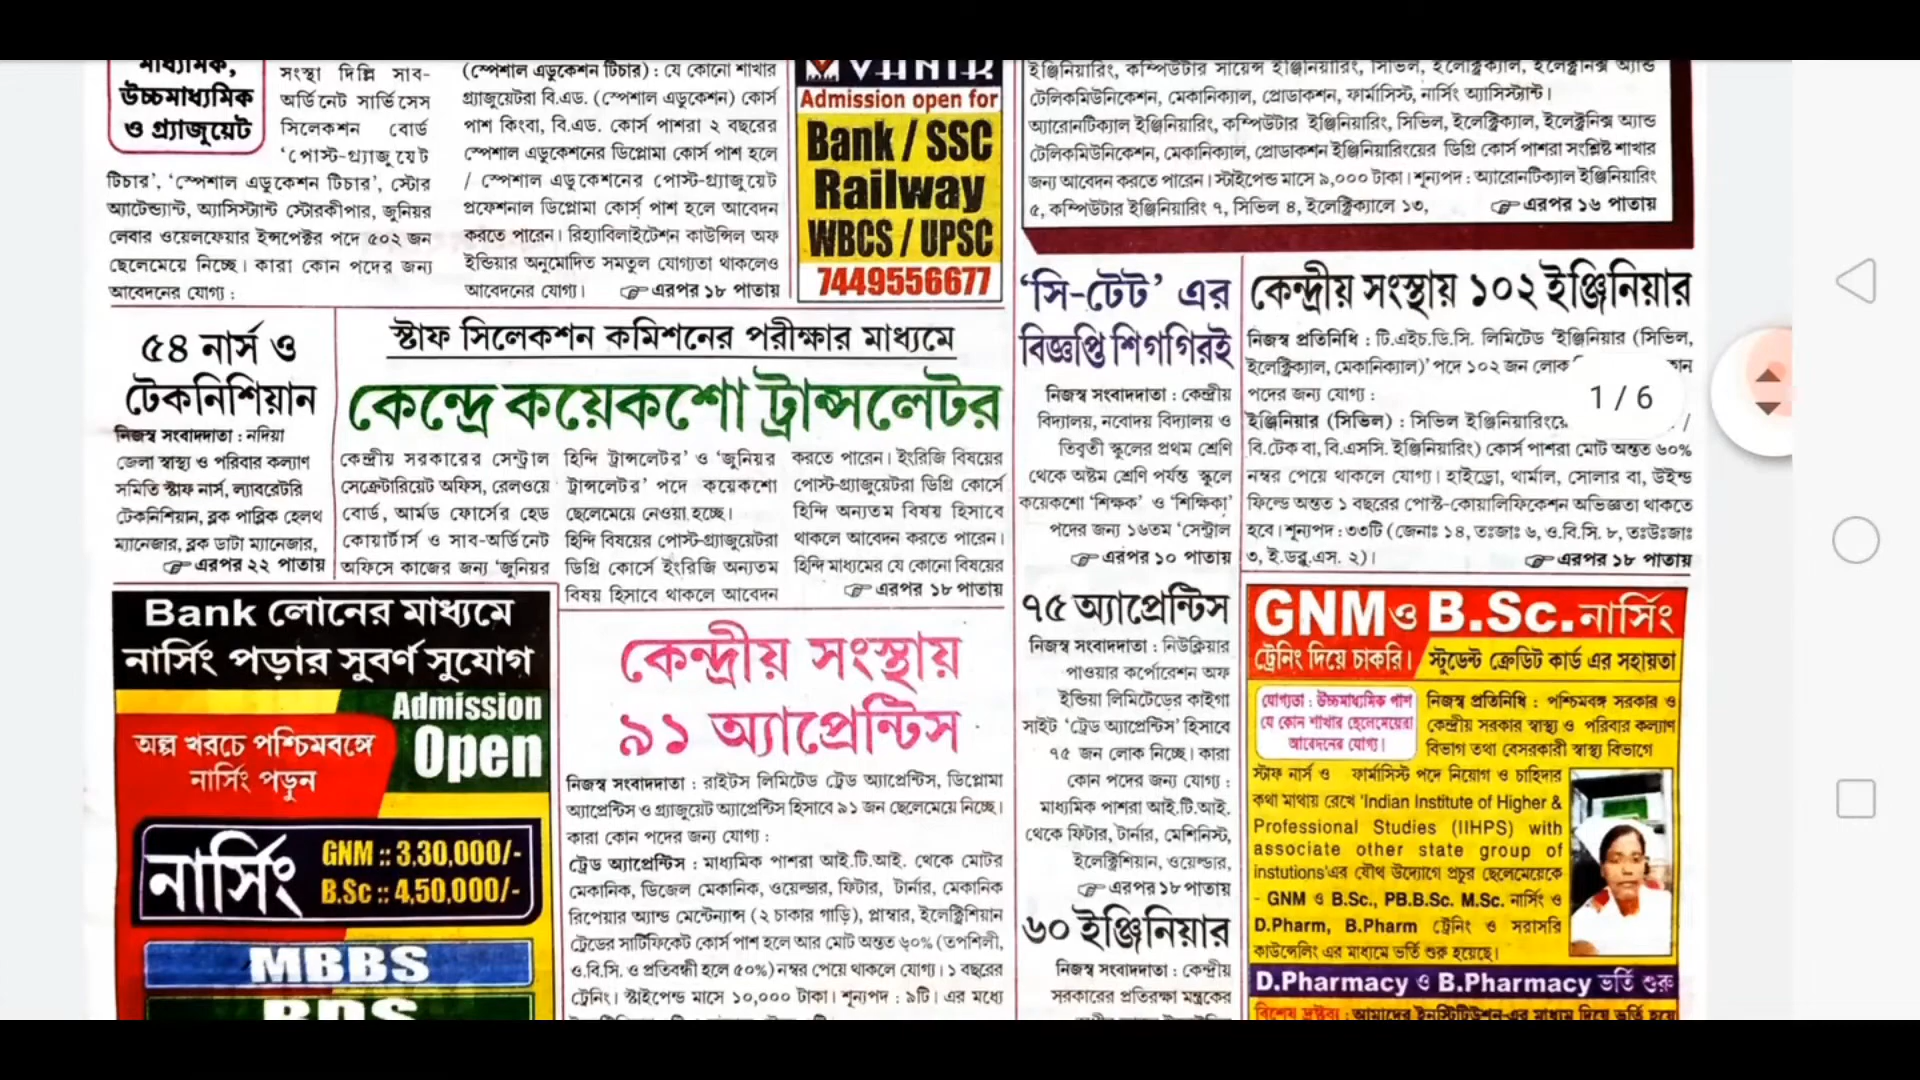 মাধ্যমিক,
উচ্চমাধ্যমিক
ও গ্র্যাজুয়েট
সংস্থা দিল্লি সাব-
অর্ডিনেট সার্ভিসেস
সিলেকশন বোর্ড
'পোস্ট-গ্র্যাজুয়েট
টিচার', 'স্পেশাল এডুকেশন টিচার', স্টোর
অ্যাটেন্ড্যান্ট, অ্যাসিস্ট্যান্ট স্টোরকীপার, জুনিয়র
লেবার ওয়েলফেয়ার ইন্সপেক্টর পদে ৫০২ জন
ছেলেমেয়ে নিচ্ছে। কারা কোন পদের জন্য
আবেদনের যোগ্য :
(স্পেশাল এডুকেশন টিচার) : যে কোনো শাখার
গ্র্যাজুয়েটরা বি.এড. (স্পেশাল এডুকেশন) কোর্স
পাশ কিংবা, বি.এড. কোর্স পাশরা ২ বছরের
স্পেশাল এডুকেশনের ডিপ্লোমা কোর্স পাশ হলে
/ স্পেশাল এডুকেশনের পোস্ট-গ্র্যাজুয়েট
প্রফেশনাল ডিপ্লোমা কোর্স পাশ হলে আবেদন
করতে পারেন। রিহ্যাবিলাইটেশন কাউন্সিল অফ
ইন্ডিয়ার অনুমোদিত সমতুল যোগ্যতা থাকলেও
আবেদনের যোগ্য। এরপর ১৮ পাতায়
VHNIK
Admission open for
Bank / SSC
Railway
WBCS / UPSC
7449556677
ইঞ্জিনিয়ারিং, কম্পিউটার সায়েন্স ইঞ্জিনিয়ারিং, সিভিল, ইলেক্ট্রিক্যাল, ইলেক্ট্রনিক্স অ্যান্ড
টেলিকমিউনিকেশন, মেকানিক্যাল, প্রোডাকশন, ফার্মাসিস্ট, নার্সিং অ্যাসিস্ট্যান্ট।
অ্যারোনটিক্যাল ইঞ্জিনিয়ারিং, কম্পিউটার ইঞ্জিনিয়ারিং, সিভিল, ইলেক্ট্রিক্যাল, ইলেক্ট্রনিক্স অ্যান্ড
টেলিকমিউনিকেশন, মেকানিক্যাল, প্রোডাকশন ইঞ্জিনিয়ারিংয়ের ডিগ্রি কোর্স পাশরা সংশ্লিষ্ট শাখার
জন্য আবেদন করতে পারেন। স্টাইপেন্ড মাসে ৯,০০০ টাকা। শূন্যপদ : অ্যারোনটিক্যাল ইঞ্জিনিয়ারিং
৫, কম্পিউটার ইঞ্জিনিয়ারিং ৭, সিভিল ৪, ইলেক্ট্রিক্যালে ১৩, এরপর ১৬ পাতায়
৫৪ নার্স ও
টেকনিশিয়ান
নিজস্ব সংবাদদাতা : নদিয়া
জেলা স্বাস্থ্য ও পরিবার কল্যাণ
সমিতি স্টাফ নার্স, ল্যাবরেটরি
টেকনিশিয়ান, ব্লক পাব্লিক হেলথ
ম্যানেজার, ব্লক ডাটা ম্যানেজার,
এরপর ২২ পাতায়
স্টাফ সিলেকশন কমিশনের পরীক্ষার মাধ্যমে
কেন্দ্রে কয়েকশো ট্রান্সলেটর
কেন্দ্রীয় সরকারের সেন্ট্রাল
সেক্রেটারিয়েট অফিস, রেলওয়ে
বোর্ড, আর্মড ফোর্সের হেড
কোয়ার্টার্স ও সাব-অর্ডিনেট
অফিসে কাজের জন্য 'জুনিয়র
হিন্দি ট্রান্সলেটর' ও 'জুনিয়র
ট্রান্সলেটর' পদে কয়েকশো
ছেলেমেয়ে নেওয়া হচ্ছে।
হিন্দি বিষয়ের পোস্ট-গ্র্যাজুয়েটরা
ডিগ্রি কোর্সে ইংরিজি অন্যতম
বিষয় হিসাবে থাকলে আবেদন
করতে পারেন। ইংরিজি বিষয়ের
পোস্ট-গ্র্যাজুয়েটরা ডিগ্রি কোর্সে
হিন্দি অন্যতম বিষয় হিসাবে
থাকলে আবেদন করতে পারেন।
হিন্দি মাধ্যমের যে কোনো বিষয়ের
এরপর ১৮ পাতায়
'সি-টেট' এর
বিজ্ঞপ্তি শিগগিরই
নিজস্ব সংবাদদাতা : কেন্দ্রীয়
বিদ্যালয়, নবোদয় বিদ্যালয় ও
তিব্বতী স্কুলের প্রথম শ্রেণি
থেকে অষ্টম শ্রেণি পর্যন্ত স্কুলে
কয়েকশো 'শিক্ষক' ও 'শিক্ষিকা'
পদের জন্য ১৬তম 'সেন্ট্রাল
এরপর ১০ পাতায়
কেন্দ্রীয় সংস্থায় ১০২ ইঞ্জিনিয়ার
নিজস্ব প্রতিনিধি : টি.এইচ.ডি.সি. লিমিটেড 'ইঞ্জিনিয়ার (সিভিল,
ইলেক্ট্রিক্যাল, মেকানিক্যাল)' পদে ১০২ জন লোক
পদের জন্য যোগ্য :
ইঞ্জিনিয়ার (সিভিল) : সিভিল ইঞ্জিনিয়ারিংয়ে /
বি.টেক বা, বি.এসসি. ইঞ্জিনিয়ারিং) কোর্স পাশরা মোট অন্তত ৬০%
নম্বর পেয়ে থাকলে যোগ্য। হাইড্রো, থার্মাল, সোলার বা, উইন্ড
ফিল্ডে অন্তত ১ বছরের পোস্ট-কোয়ালিফিকেশন অভিজ্ঞতা থাকতে
হবে। শূন্যপদ : ৩৩টি (জেনাঃ ১৪, তঃজাঃ ৬, ও.বি.সি. ৮, তঃউঃজাঃ
৩, ই.ডব্লু.এস. ২)। এরপর ১৮ পাতায়
1 / 6
Bank লোনের মাধ্যমে
নার্সিং পড়ার সুবর্ণ সুযোগ
Admission
Open
অল্প খরচে পশ্চিমবঙ্গে
নার্সিং পড়ুন
নার্সিং
GNM :: 3,30,000/-
B.Sc :: 4,50,000/-
MBBS
BDS
কেন্দ্রীয় সংস্থায়
৯১ অ্যাপ্রেন্টিস
নিজস্ব সংবাদদাতা : রাইটস লিমিটেড ট্রেড অ্যাপ্রেন্টিস, ডিপ্লোমা
অ্যাপ্রেন্টিস ও গ্র্যাজুয়েট অ্যাপ্রেন্টিস হিসাবে ৯১ জন ছেলেমেয়ে নিচ্ছে।
কারা কোন পদের জন্য যোগ্য :
ট্রেড অ্যাপ্রেন্টিস : মাধ্যমিক পাশরা আই.টি.আই. থেকে মোটর
মেকানিক, ডিজেল মেকানিক, ওয়েল্ডার, ফিটার, টার্নার, মেকানিক
রিপেয়ার অ্যান্ড মেন্টেন্যান্স (২ চাকার গাড়ি), প্লাম্বার, ইলেক্ট্রিশিয়ান
ট্রেডের সার্টিফিকেট কোর্স পাশ হলে আর মোট অন্তত ৬০% (তপশিলী,
ও.বি.সি. ও প্রতিবন্ধী হলে ৫০%) নম্বর পেয়ে থাকলে যোগ্য। ১ বছরের
ট্রেনিং। স্টাইপেন্ড মাসে ১০,০০০ টাকা। শূন্যপদ : ৯টি। এর মধ্যে
৭৫ অ্যাপ্রেন্টিস
নিজস্ব সংবাদদাতা : নিউক্লিয়ার
পাওয়ার কর্পোরেশন অফ
ইন্ডিয়া লিমিটেডের কাইগা
সাইট 'ট্রেড অ্যাপ্রেন্টিস' হিসাবে
৭৫ জন লোক নিচ্ছে। কারা
কোন পদের জন্য যোগ্য :
মাধ্যমিক পাশরা আই.টি.আই.
থেকে ফিটার, টার্নার, মেশিনিস্ট,
ইলেক্ট্রিশিয়ান, ওয়েল্ডার,
এরপর ১৮ পাতায়
৬০ ইঞ্জিনিয়ার
নিজস্ব সংবাদদাতা : কেন্দ্রীয়
সরকারের প্রতিরক্ষা মন্ত্রকের
GNM ও B.Sc. নার্সিং
ট্রেনিং দিয়ে চাকরি। স্টুডেন্ট ক্রেডিট কার্ড এর সহায়তা
যোগ্যতা : উচ্চমাধ্যমিক পাশ
যে কোন শাখার ছেলেমেয়েরা
আবেদনের যোগ্য।
নিজস্ব প্রতিনিধি : পশ্চিমবঙ্গ সরকার ও
কেন্দ্রীয় সরকার স্বাস্থ্য ও পরিবার কল্যাণ
বিভাগ তথা বেসরকারী স্বাস্থ্য বিভাগে
স্টাফ নার্স ও ফার্মাসিস্ট পদে নিয়োগ ও চাহিদার
কথা মাথায় রেখে 'Indian Institute of Higher &
Professional Studies (IIHPS) with
associate other state group of
instutions'এর যৌথ উদ্যোগে প্রচুর ছেলেমেয়েকে
- GNM ও B.Sc., PB.B.Sc. M.Sc. নার্সিং ও
D.Pharm, B.Pharm ট্রেনিং ও সরাসরি
কাউন্সেলিং এর মাধ্যমে ভর্তি শুরু হয়েছে।
D.Pharmacy ও B.Pharmacy ভর্তি শুরু
বিশেষ দ্রষ্টব্য : আমাদের ইনস্টিটিউশন-এর মাধ্যম দিয়ে ভর্তি হয়ে